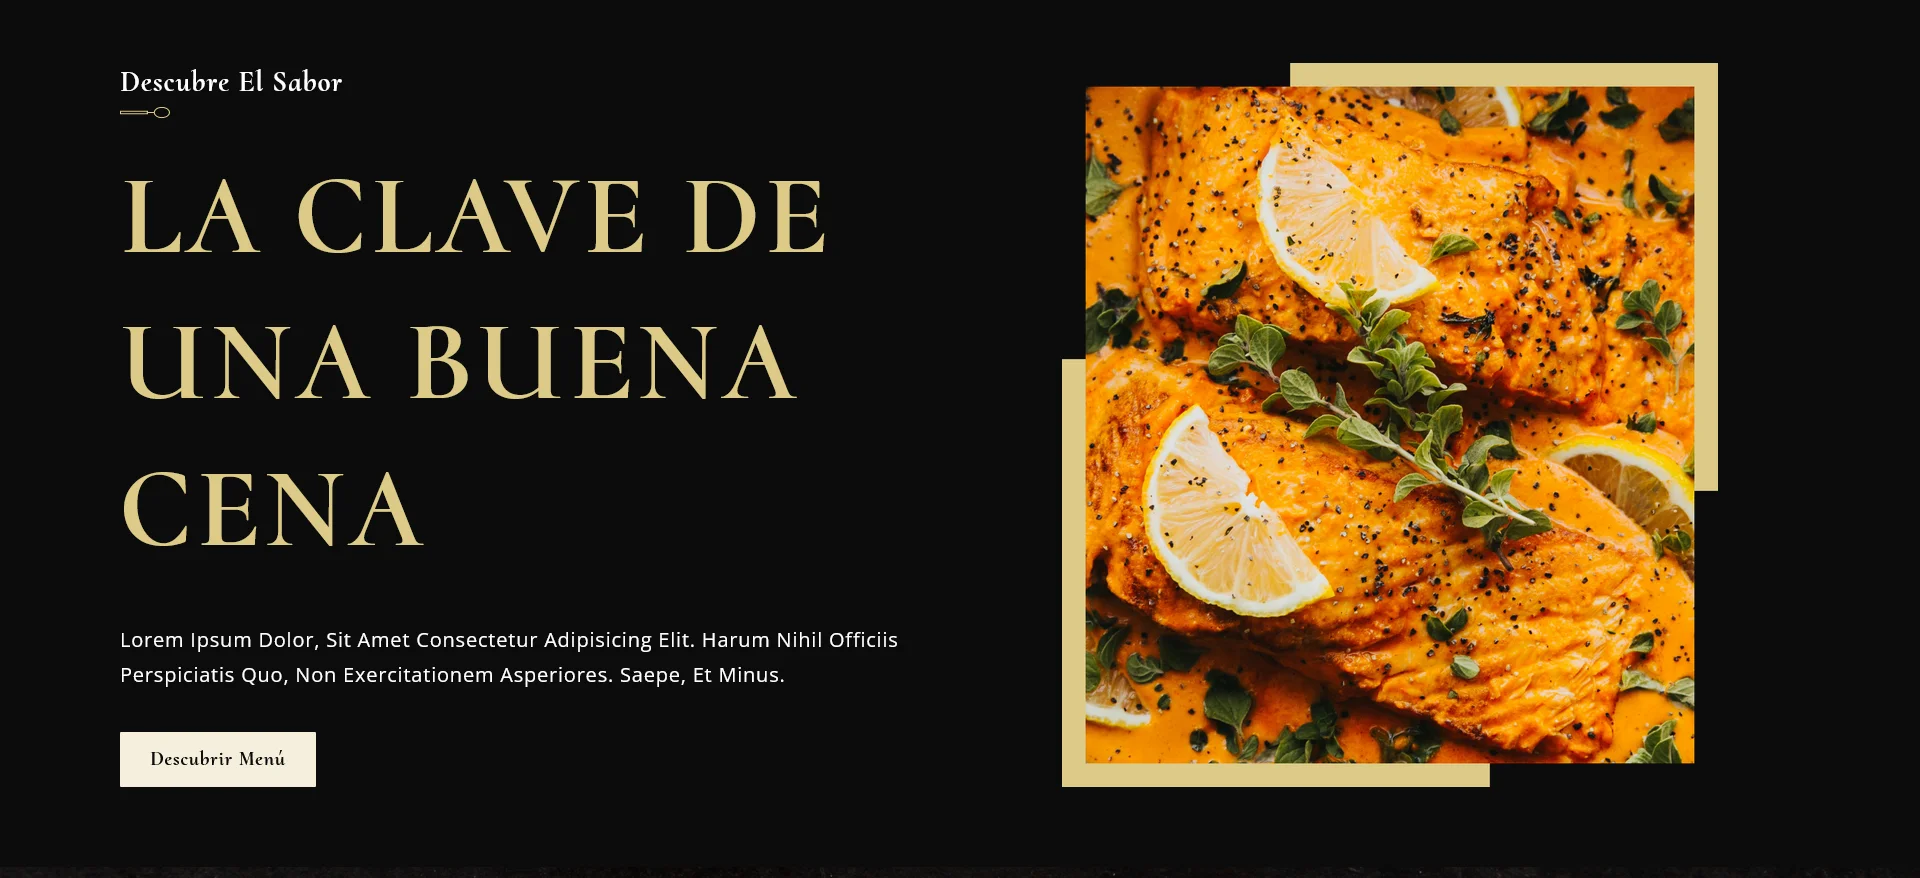 Descubre El Sabor
LA CLAVE DE
UNA BUENA
CENA
Lorem Ipsum Dolor, Sit Amet Consectetur Adipisicing Elit. Harum Nihil Officiis
Perspiciatis Quo, Non Exercitationem Asperiores. Saepe, Et Minus.
Descubrir Menú